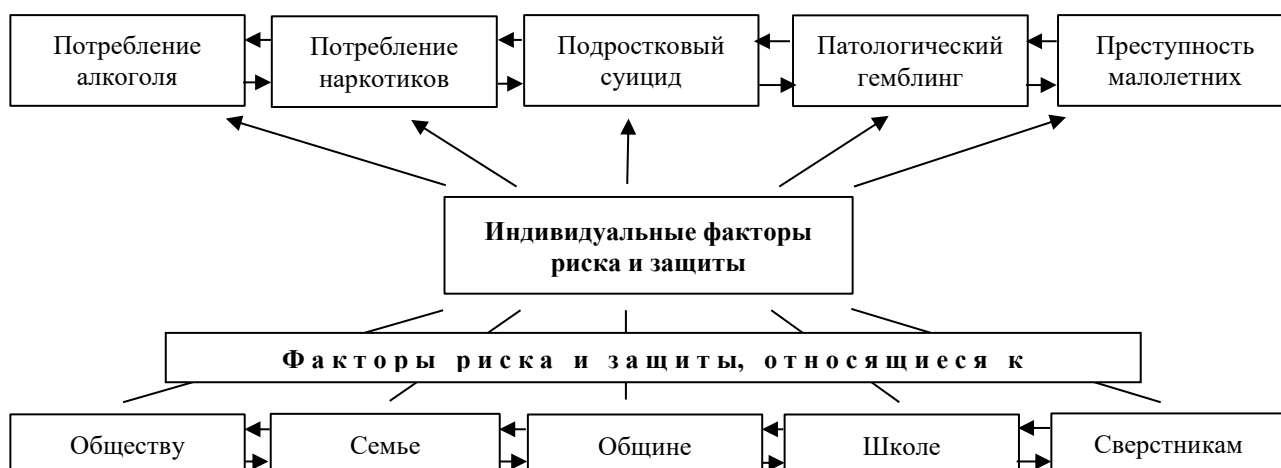 Потребление
алкоголя
Потребление
наркотиков
Подростковый
суицид
Патологический
гемблинг
Преступность
малолетних
Индивидуальные факторы
риска и защиты
Факторы риска и защиты, относящиеся к
Обществу
Семье
Общине
Школе
Сверстникам